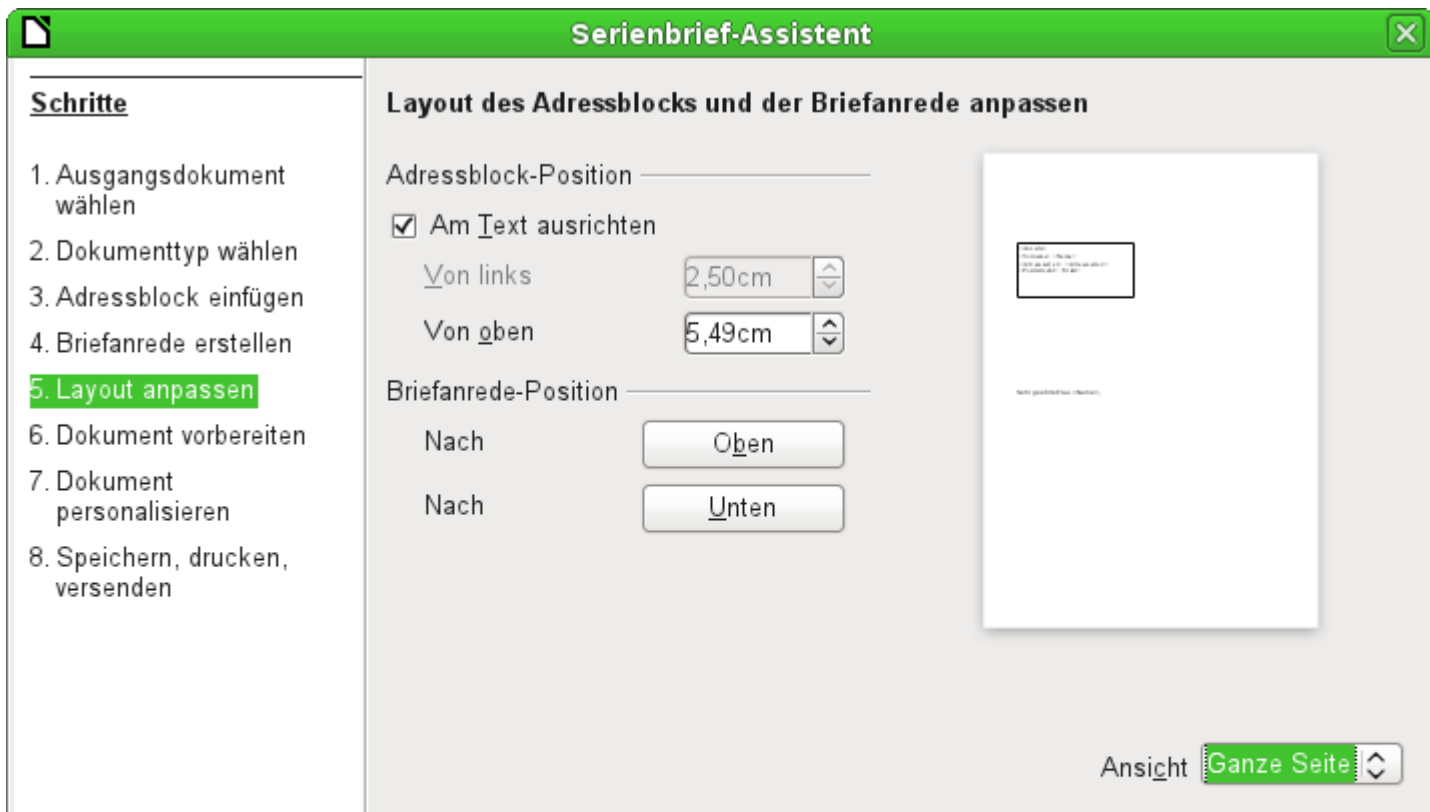 Serienbrief-Assistent
Schritte
1. Ausgangsdokument
wählen
2. Dokumenttyp wählen
3. Adressblock einfügen
4. Briefanrede erstellen
5. Layout anpassen
6. Dokument vorbereiten
7. Dokument
personalisieren
8. Speichern, drucken,
versenden
Layout des Adressblocks und der Briefanrede anpassen
Adressblock-Position
Am Text ausrichten
Von links 2,50cm
Von oben 5,49cm
Briefanrede-Position
Nach Oben
Nach Unten
Ansicht Ganze Seite